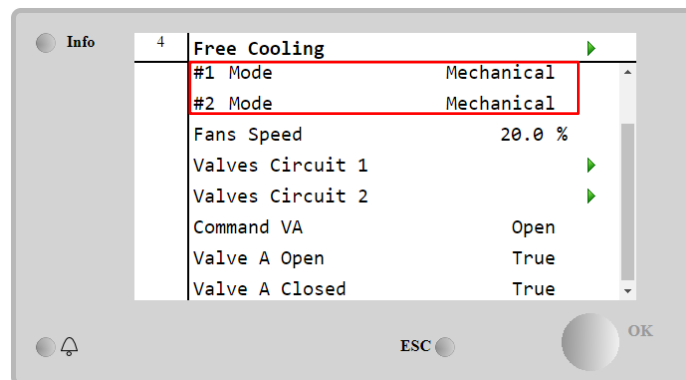 Info
4 Free Cooling
#1 Mode Mechanical
#2 Mode Mechanical
Fans Speed 20.0 %
Valves Circuit 1
Valves Circuit 2
Command VA Open
Valve A Open True
Valve A Closed True
ESC
OK